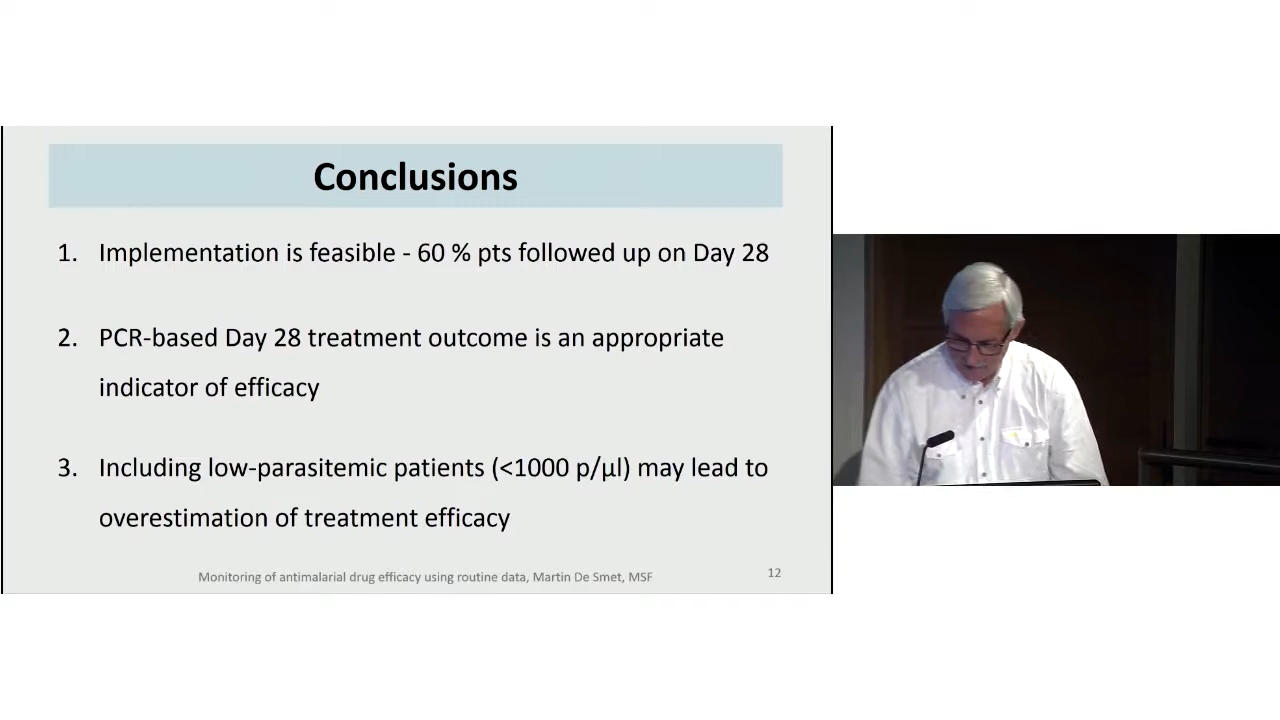 Conclusions
1. Implementation is feasible - 60 % pts followed up on Day 28
2. PCR-based Day 28 treatment outcome is an appropriate
indicator of efficacy
3. Including low-parasitemic patients (<1000 p/µl) may lead to
overestimation of treatment efficacy
Monitoring of antimalarial drug efficacy using routine data, Martin De Smet, MSF
12